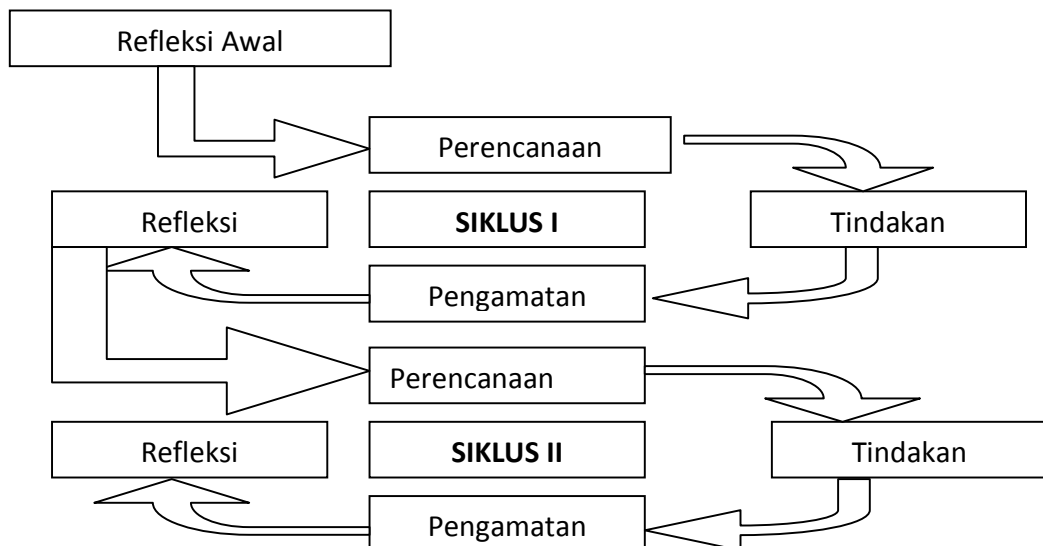 Refleksi Awal
Perencanaan
Refleksi
SIKLUS I
Tindakan
Pengamatan
Perencanaan
Refleksi
SIKLUS II
Tindakan
Pengamatan